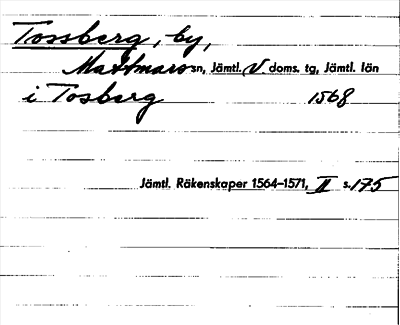 Tossberg, by,
Mattmars sn, Jämtl. V. doms. tg, Jämtl. län
i Tosberg 1568
Jämtl. Räkenskaper 1564–1571, II s. 175